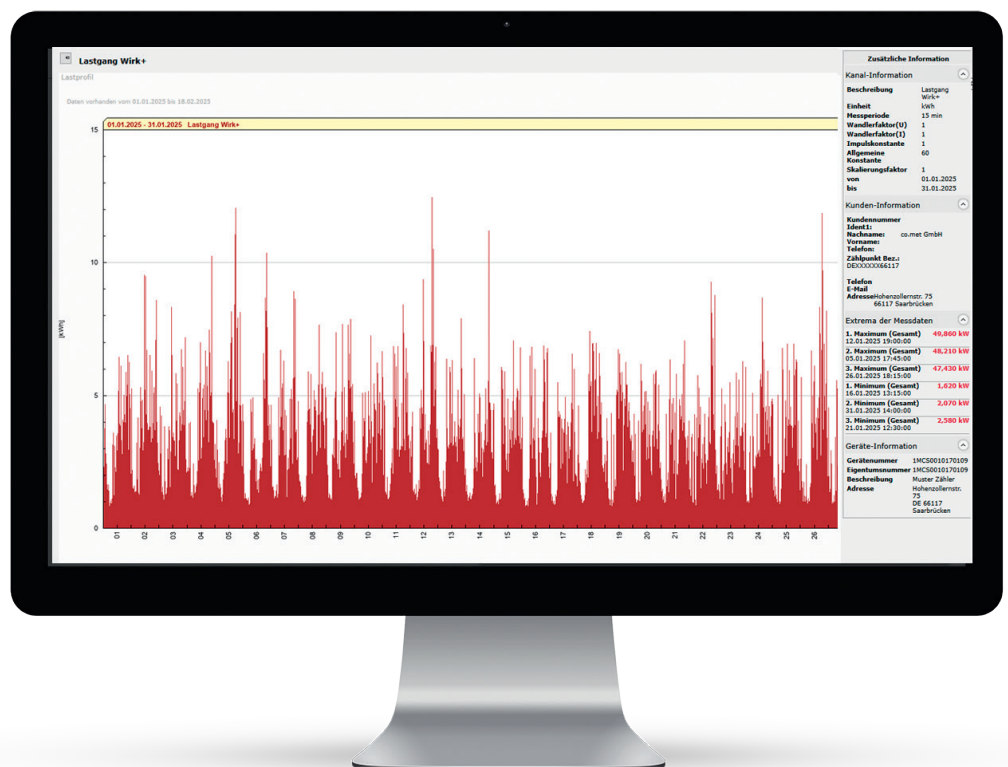 Lastgang Wirk+
Lastprofil
Daten vorhanden vom 01.01.2025 bis 18.02.2025
01.01.2025 - 31.01.2025 Lastgang Wirk+
15
10
5
0
[kWh]
01 02 03 04 05 06 07 08 09 10 11 12 13 14 15 16 17 18 19 20 21 22 23 24 25 26
Zusätzliche Information
Kanal-Information
Beschreibung Lastgang
Wirk+
Einheit kWh
Messperiode 15 min
Wandlerfaktor(U) 1
Wandlerfaktor(I) 1
Impulskonstante 1
Allgemeine 60
Konstante
Skalierungsfaktor 1
von 01.01.2025
bis 31.01.2025
Kunden-Information
Kundennummer
Ident1:
Nachname: co.met GmbH
Vorname:
Telefon:
Zählpunkt Bez.:
DEXXXXXX66117
Telefon
E-Mail
Adresse Hohenzollernstr. 75
66117 Saarbrücken
Extrema der Messdaten
1. Maximum (Gesamt) 49,860 kW
12.01.2025 19:00:00
2. Maximum (Gesamt) 48,210 kW
05.01.2025 17:45:00
3. Maximum (Gesamt) 47,430 kW
26.01.2025 18:15:00
1. Minimum (Gesamt) 1,620 kW
16.01.2025 13:15:00
2. Minimum (Gesamt) 2,070 kW
31.01.2025 14:00:00
3. Minimum (Gesamt) 2,580 kW
21.01.2025 12:30:00
Geräte-Information
Gerätenummer 1MCS0010170109
Eigentumsnummer 1MCS0010170109
Beschreibung Muster Zähler
Adresse Hohenzollernstr.
75
DE 66117
Saarbrücken